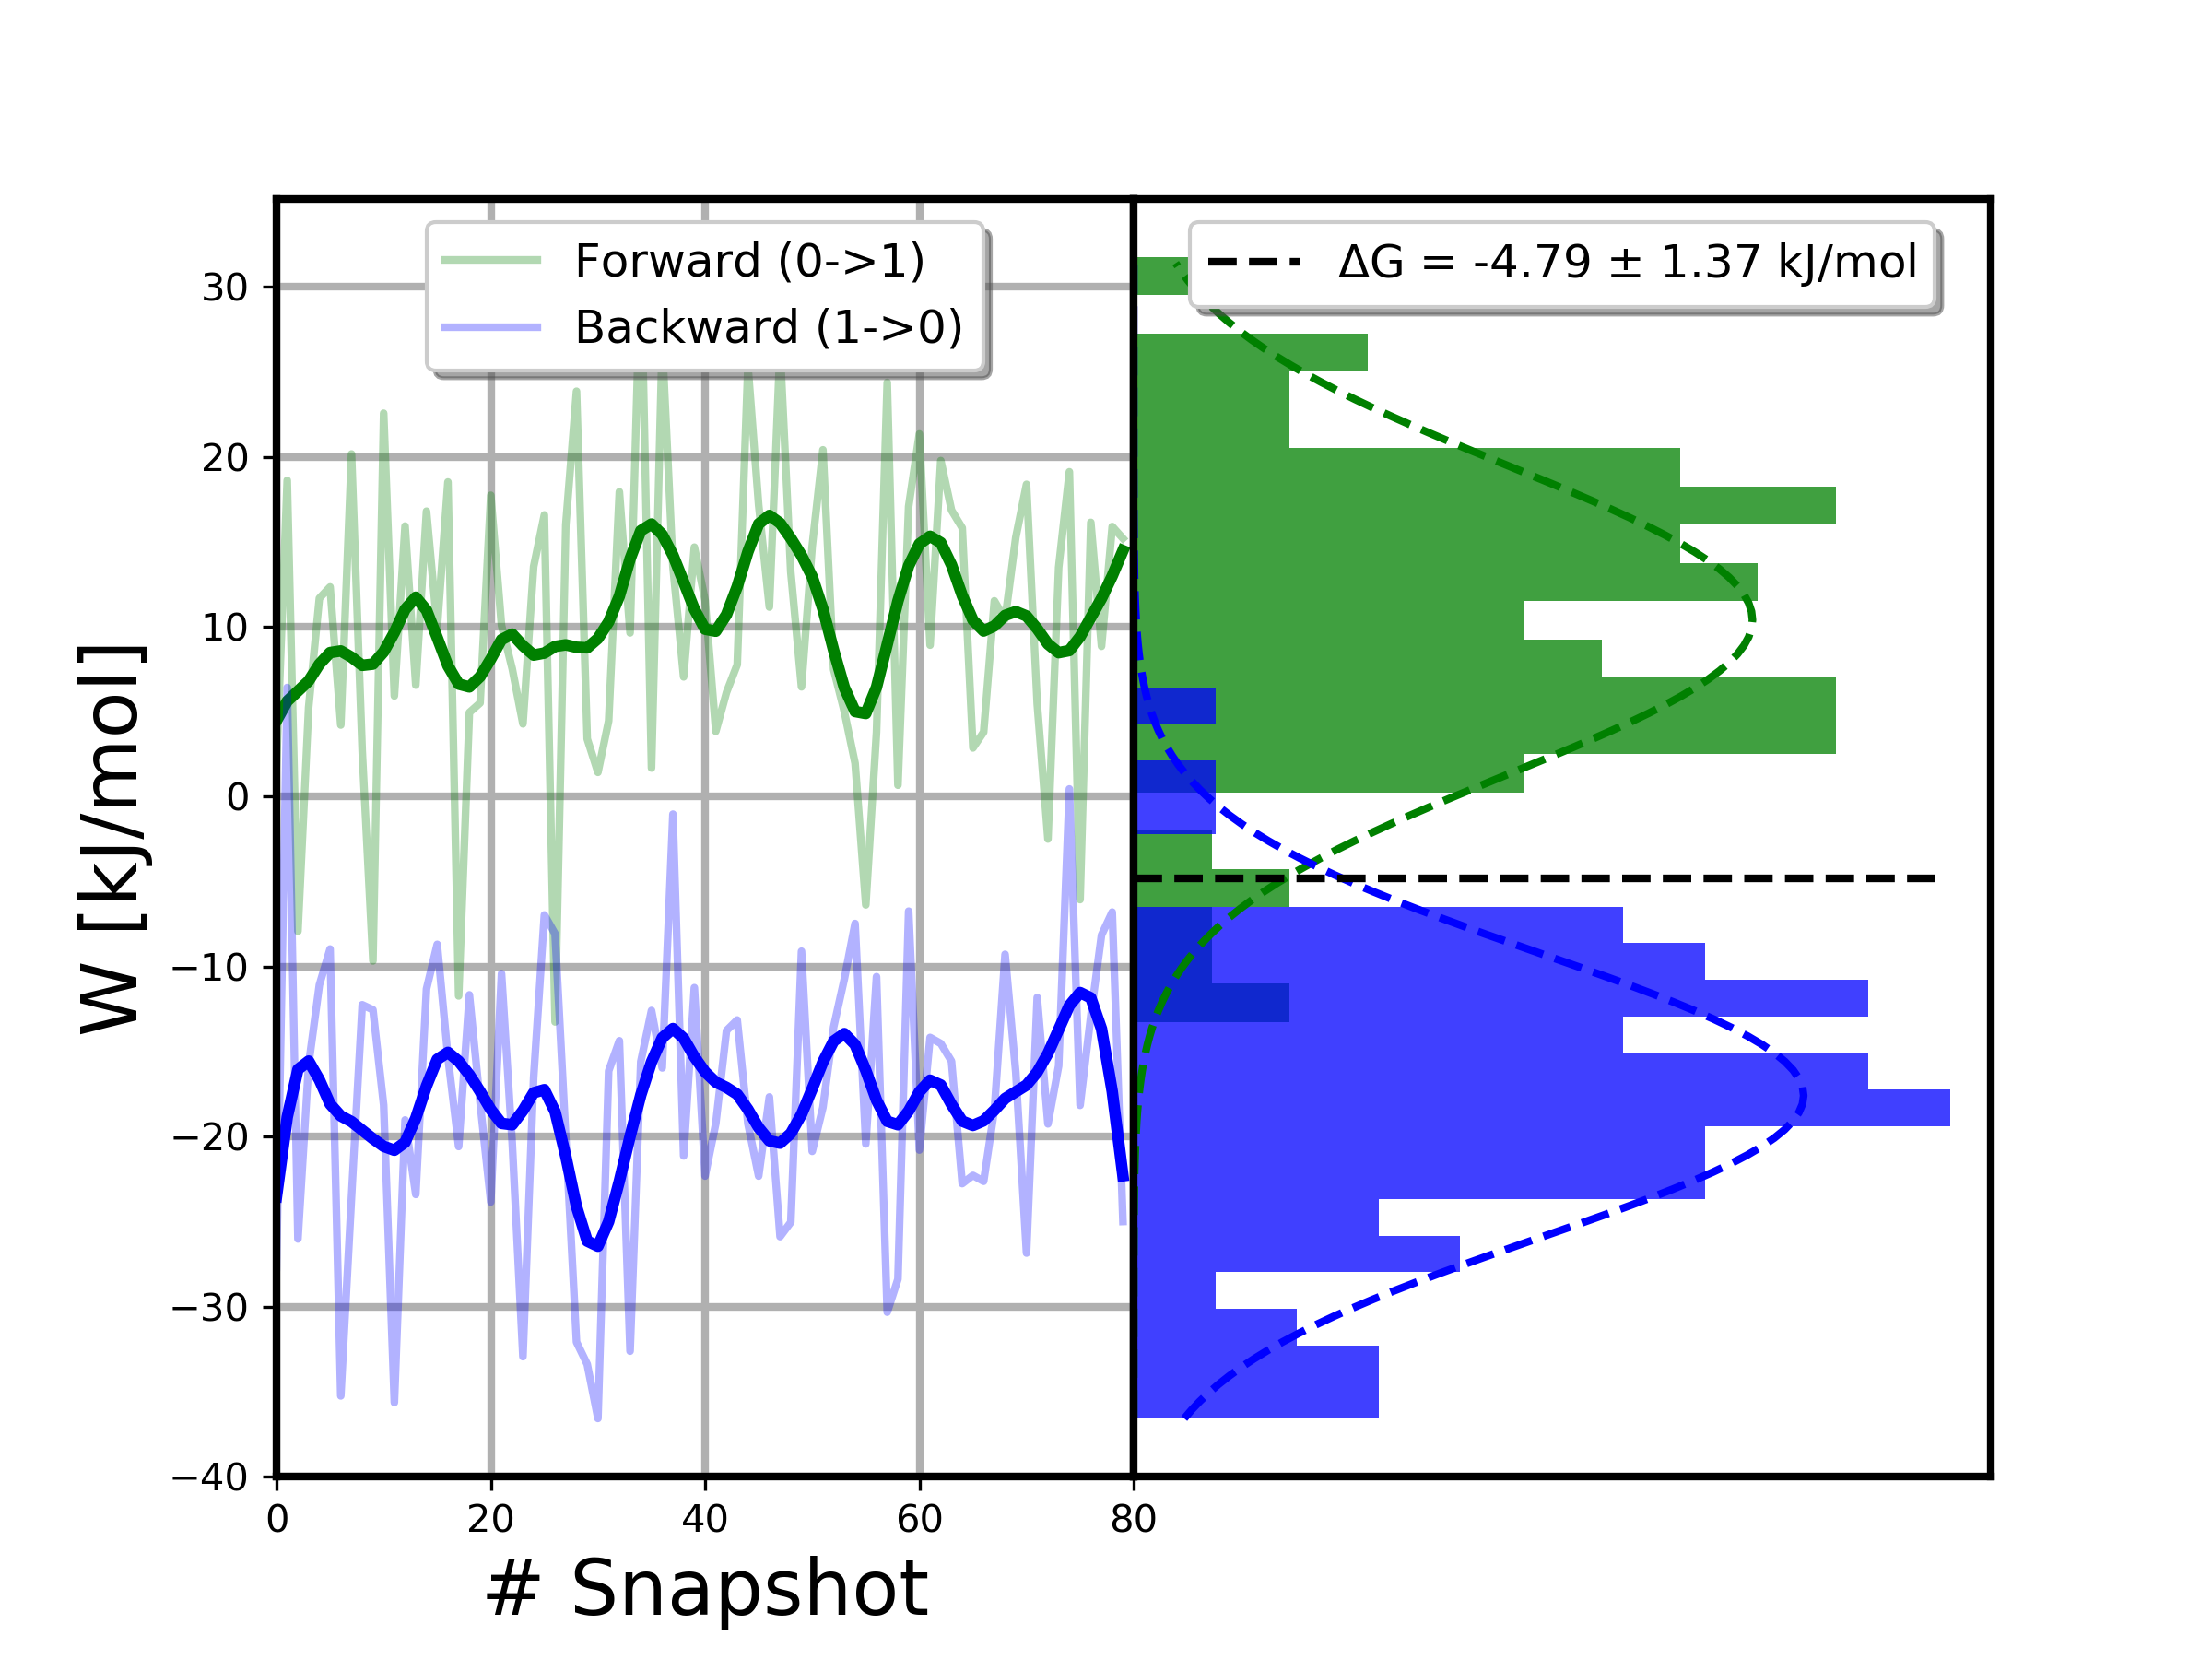 Forward (0->1)
Backward (1->0)
ΔG = -4.79 ± 1.37 kJ/mol
W [kJ/mol]
30
20
10
0
−10
−20
−30
−40
0 20 40 60 80
# Snapshot